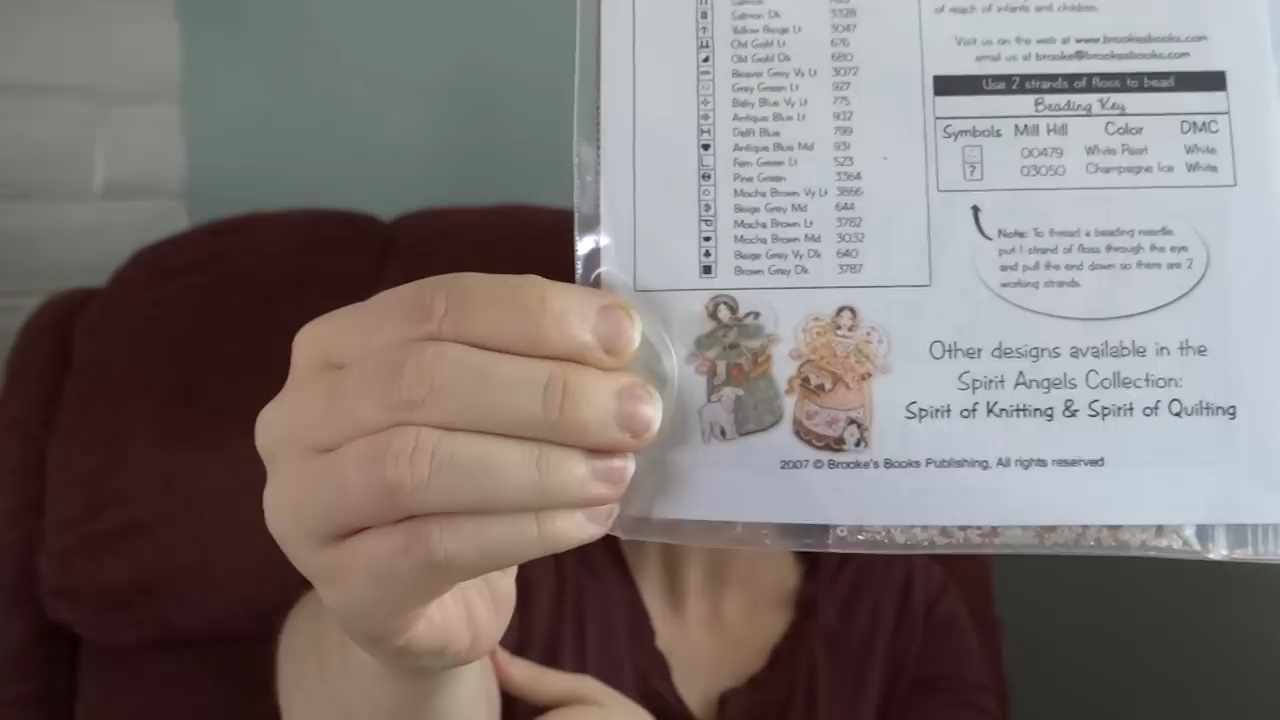 Salmon Dk 3328
Yellow Beige Lt 3047
Old Gold Lt 676
Old Gold Dk 680
Beaver Grey Vy Lt 3072
Grey Green Lt 927
Baby Blue Vy Lt 775
Antique Blue Lt 932
Delft Blue 799
Antique Blue Md 931
Fern Green Lt 523
Pine Green 3364
Mocha Brown Vy Lt 3866
Beige Grey Md 644
Mocha Brown Lt 3782
Mocha Brown Md 3032
Beige Grey Vy Dk 640
Brown Grey Dk 3787
of reach of infants and children.
Visit us on the web at www.brookesbooks.com
email us at brooke@brookesbooks.com
Use 2 strands of floss to bead
Beading Key
Symbols Mill Hill Color DMC
00479 White Pearl White
? 03050 Champagne Ice White
Note: To thread a beading needle,
put 1 strand of floss through the eye
and pull the end down so there are 2
working strands.
Other designs available in the
Spirit Angels Collection:
Spirit of Knitting & Spirit of Quilting
2007 © Brooke's Books Publishing, All rights reserved